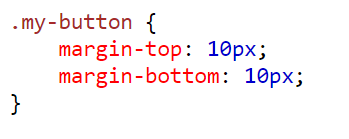 .my-button {
    margin-top: 10px;
    margin-bottom: 10px;
}